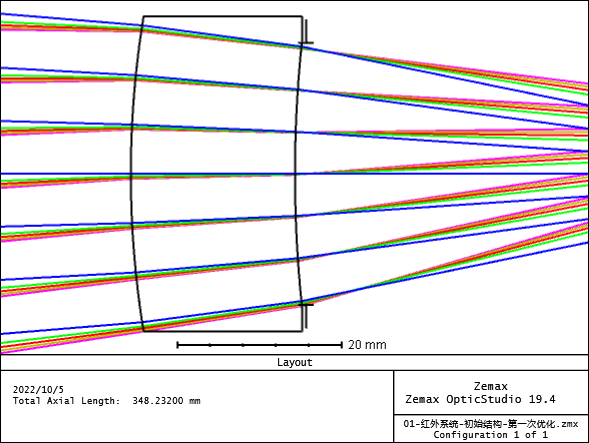 20 mm
Layout
2022/10/5
Total Axial Length:  348.23200 mm
Zemax
Zemax OpticStudio 19.4
01-红外系统-初始结构-第一次优化.zmx
Configuration 1 of 1